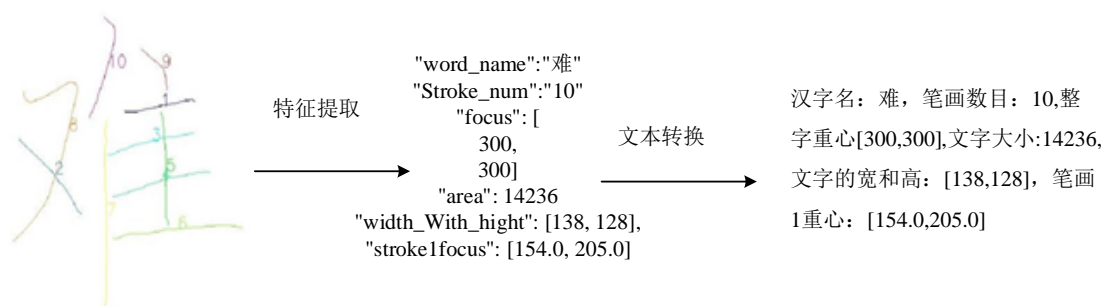 10
9
1
8
3
2
5
7
6
特征提取
"word_name":"难"
"Stroke_num":"10"
"focus": [
300,
300]
"area": 14236
"width_With_hight": [138, 128],
"stroke1focus": [154.0, 205.0]
文本转换
汉字名：难，笔画数目：10,整
字重心[300,300],文字大小:14236,
文字的宽和高：[138,128]，笔画
1重心：[154.0,205.0]